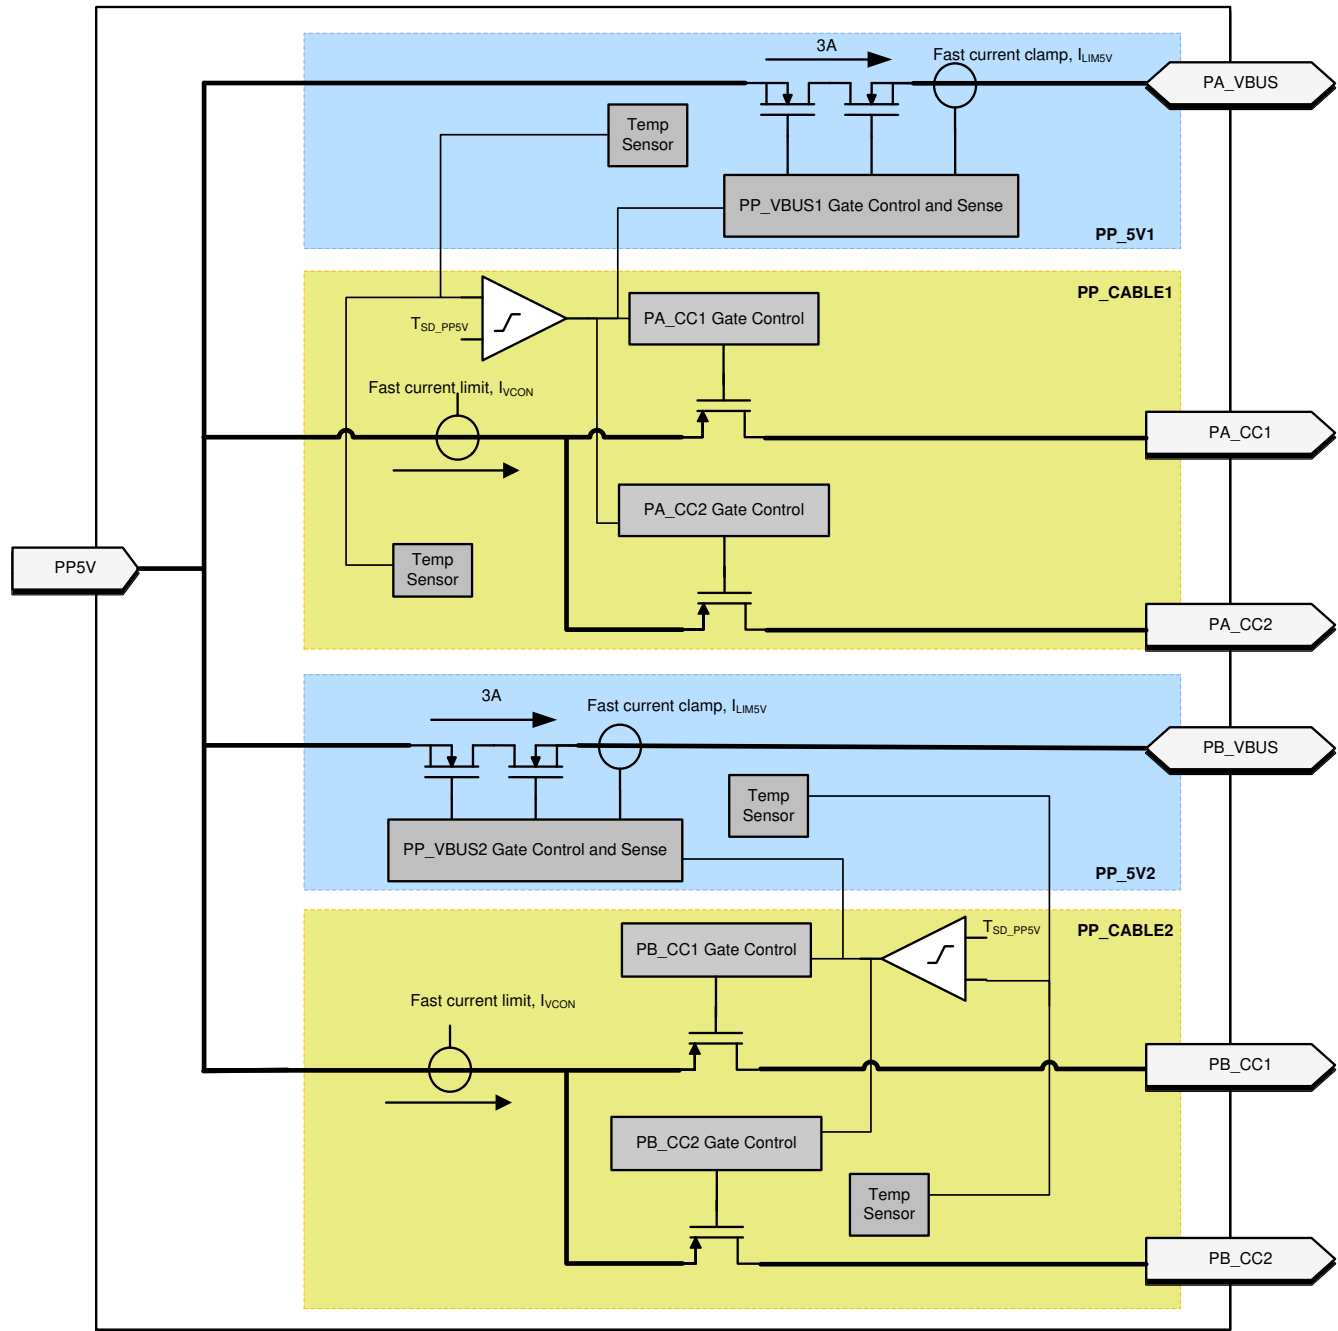 3A
Fast current clamp, ILIM5V
PA_VBUS
Temp
Sensor
PP_VBUS1 Gate Control and Sense
PP_5V1
PP_CABLE1
PA_CC1 Gate Control
TSD_PP5V
Fast current limit, IVCON
PA_CC1
PA_CC2 Gate Control
Temp
Sensor
PP5V
PA_CC2
3A
Fast current clamp, ILIM5V
PB_VBUS
Temp
Sensor
PP_VBUS2 Gate Control and Sense
PP_5V2
PP_CABLE2
TSD_PP5V
PB_CC1 Gate Control
Fast current limit, IVCON
PB_CC1
PB_CC2 Gate Control
Temp
Sensor
PB_CC2